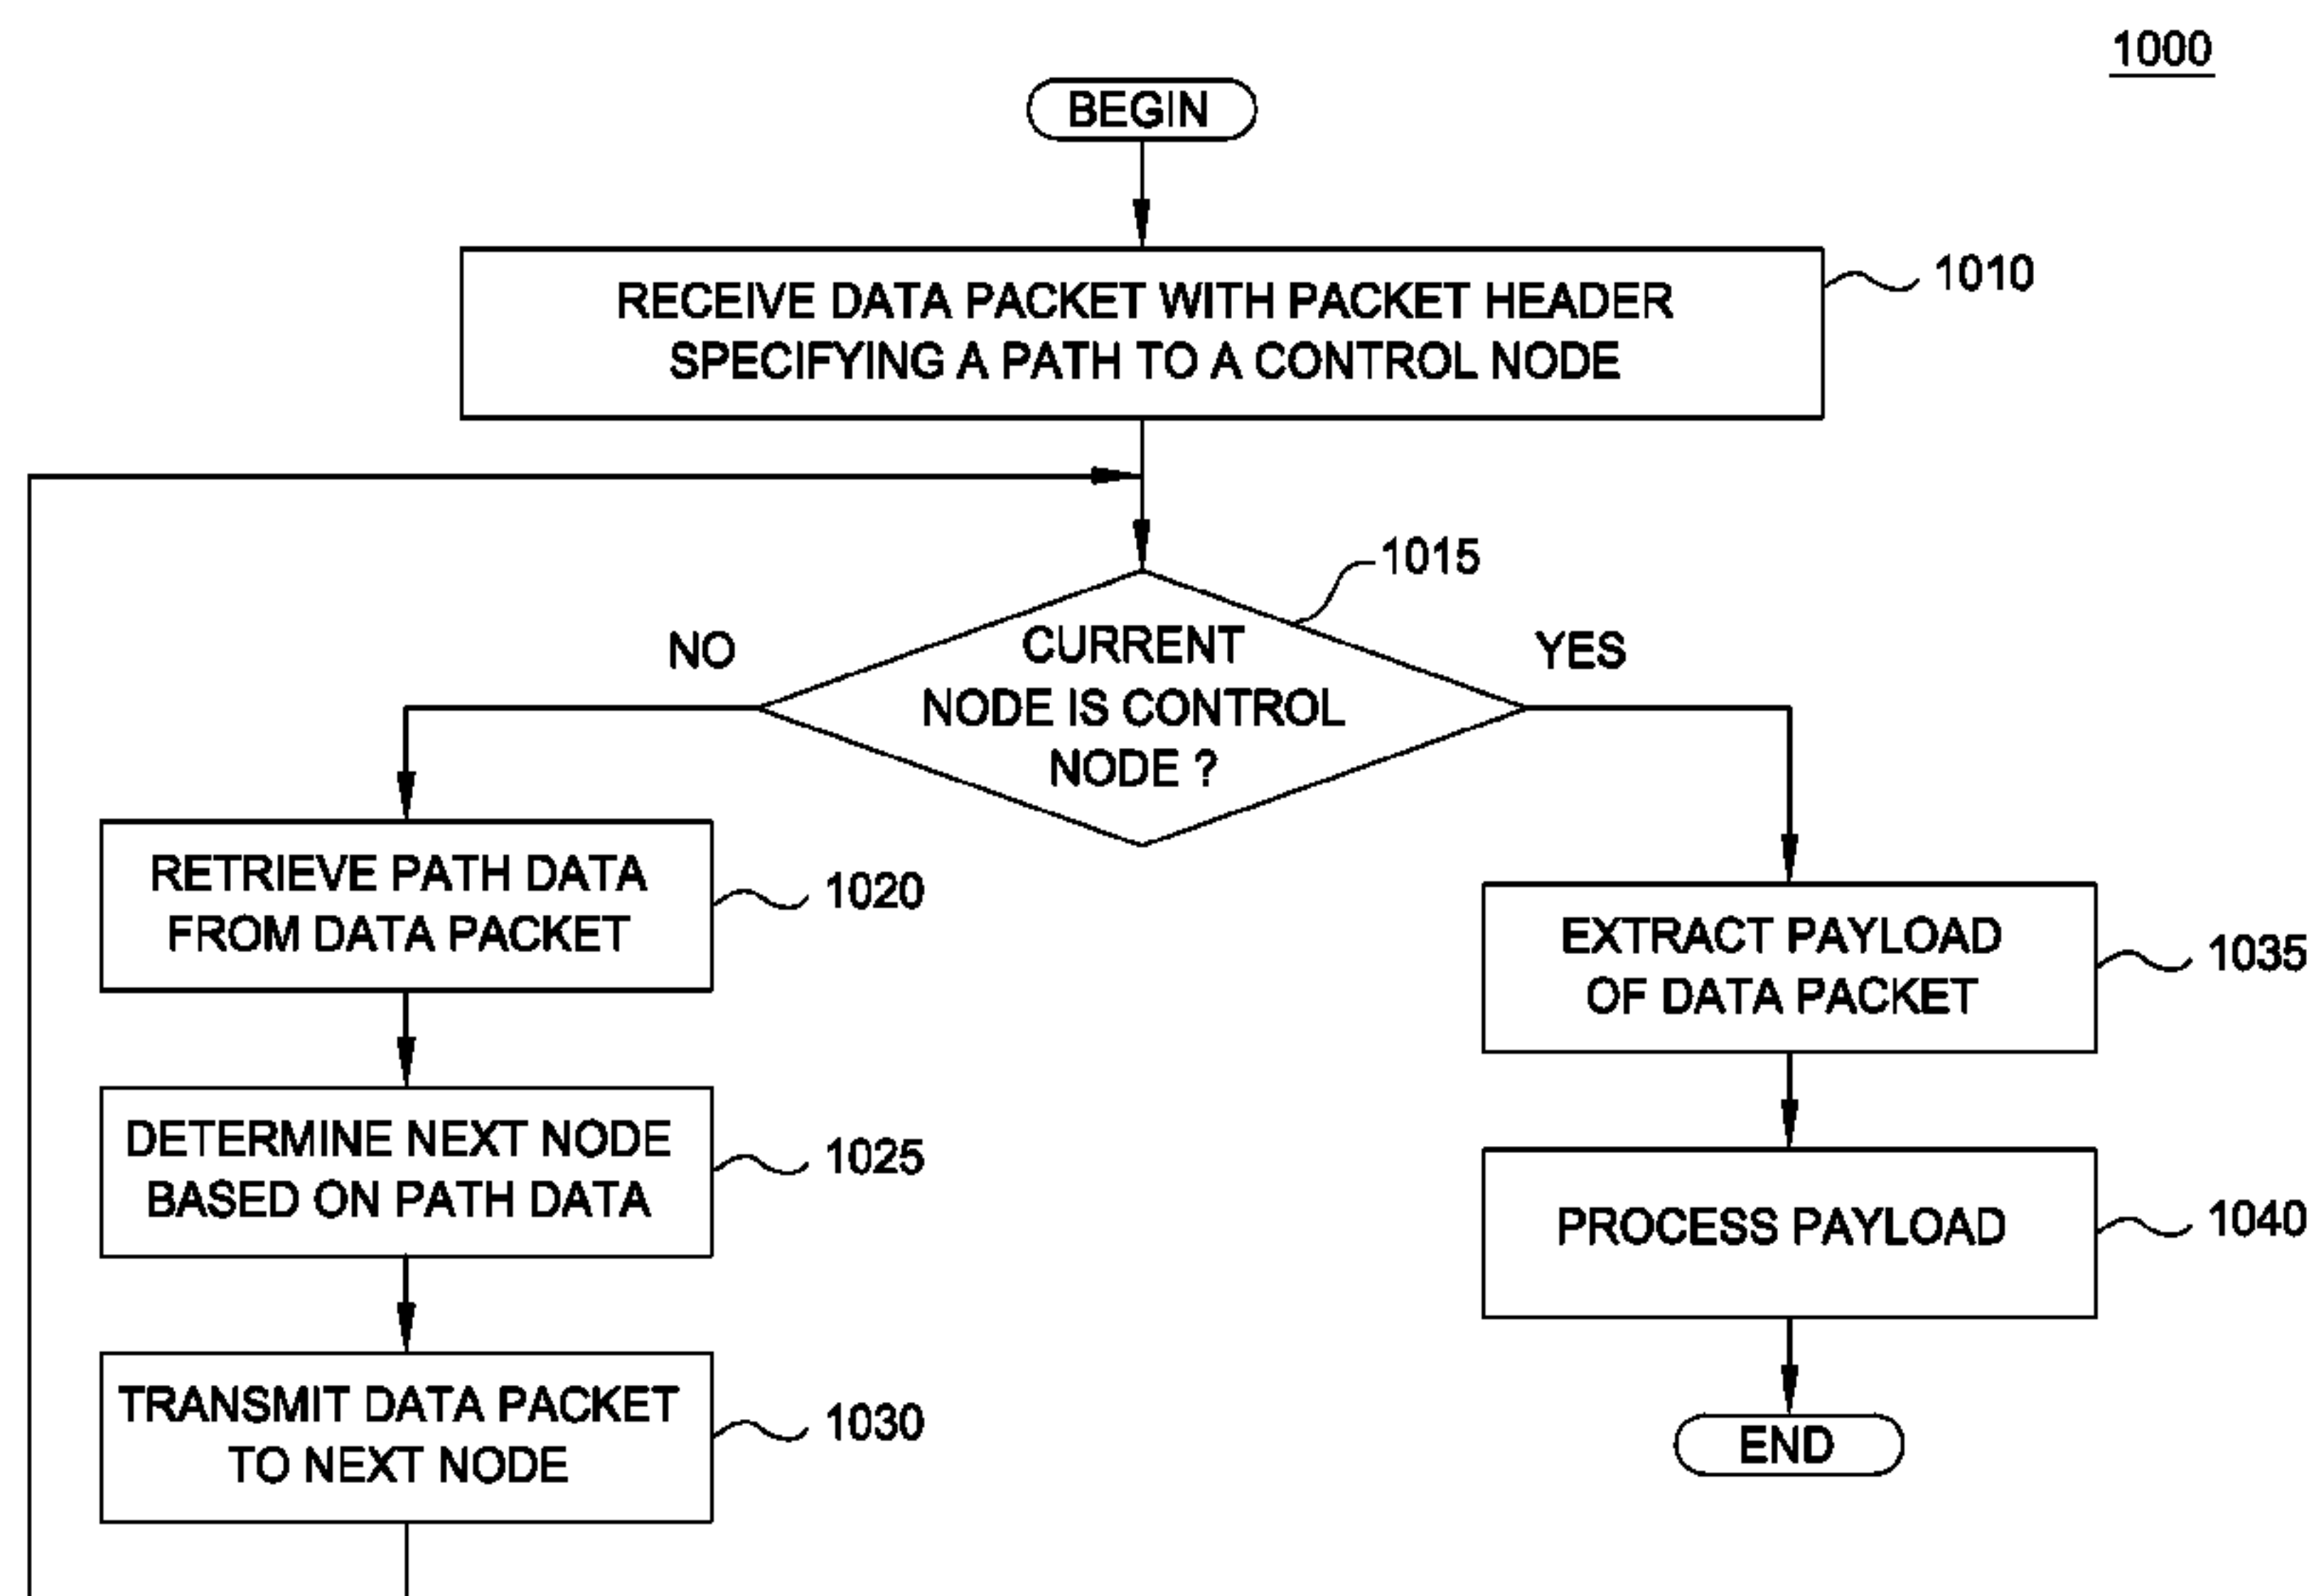 1000
BEGIN
RECEIVE DATA PACKET WITH PACKET HEADER
SPECIFYING A PATH TO A CONTROL NODE
1010
1015
NO
CURRENT
NODE IS CONTROL
NODE ?
YES
RETRIEVE PATH DATA
FROM DATA PACKET
1020
EXTRACT PAYLOAD
OF DATA PACKET
1035
DETERMINE NEXT NODE
BASED ON PATH DATA
1025
PROCESS PAYLOAD
1040
TRANSMIT DATA PACKET
TO NEXT NODE
1030
END